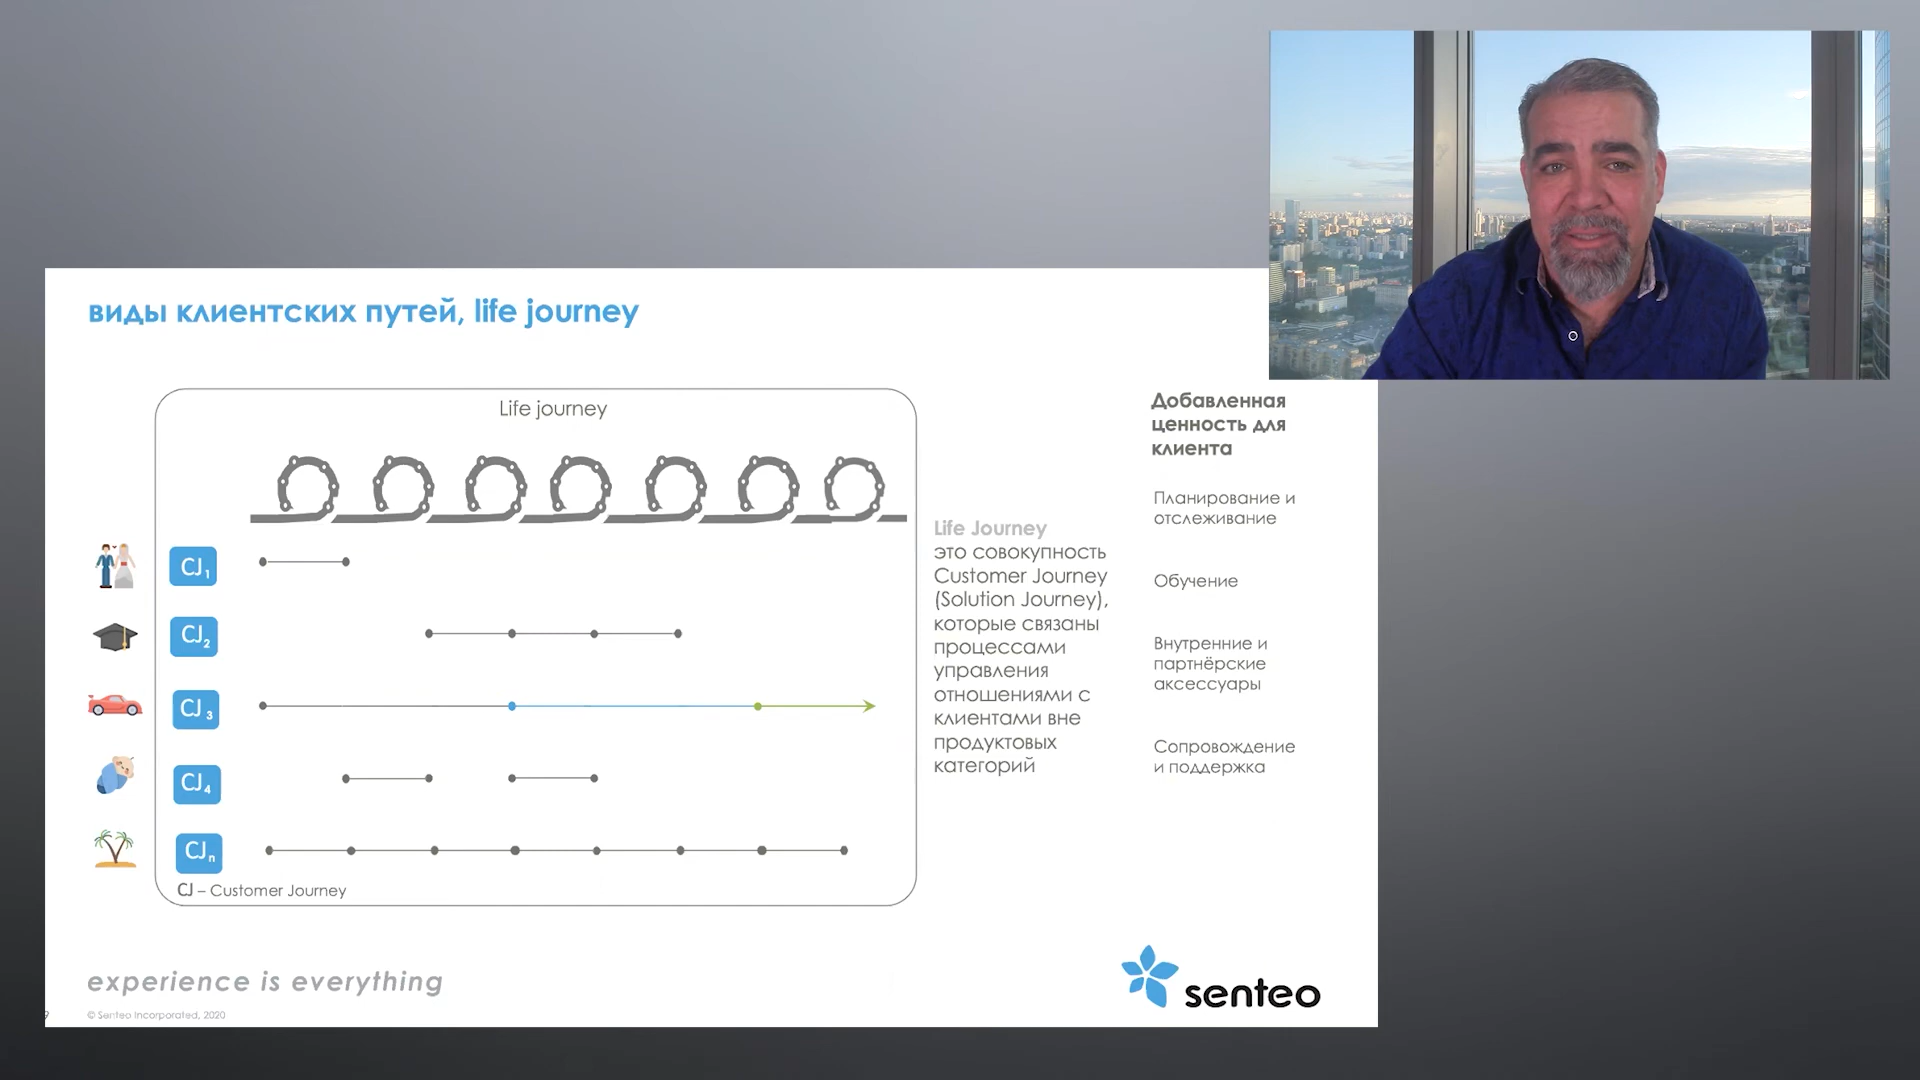 виды клиентских путей, life journey
Life journey
CJ1
CJ2
CJ3
CJ4
CJn
CJ – Customer Journey
Life Journey
это совокупность
Customer Journey
(Solution Journey),
которые связаны
процессами
управления
отношениями с
клиентами вне
продуктовых
категорий
Добавленная
ценность для
клиента
Планирование и
отслеживание
Обучение
Внутренние и
партнёрские
аксессуары
Сопровождение
и поддержка
experience is everything
senteo
© Senteo Incorporated, 2020
9